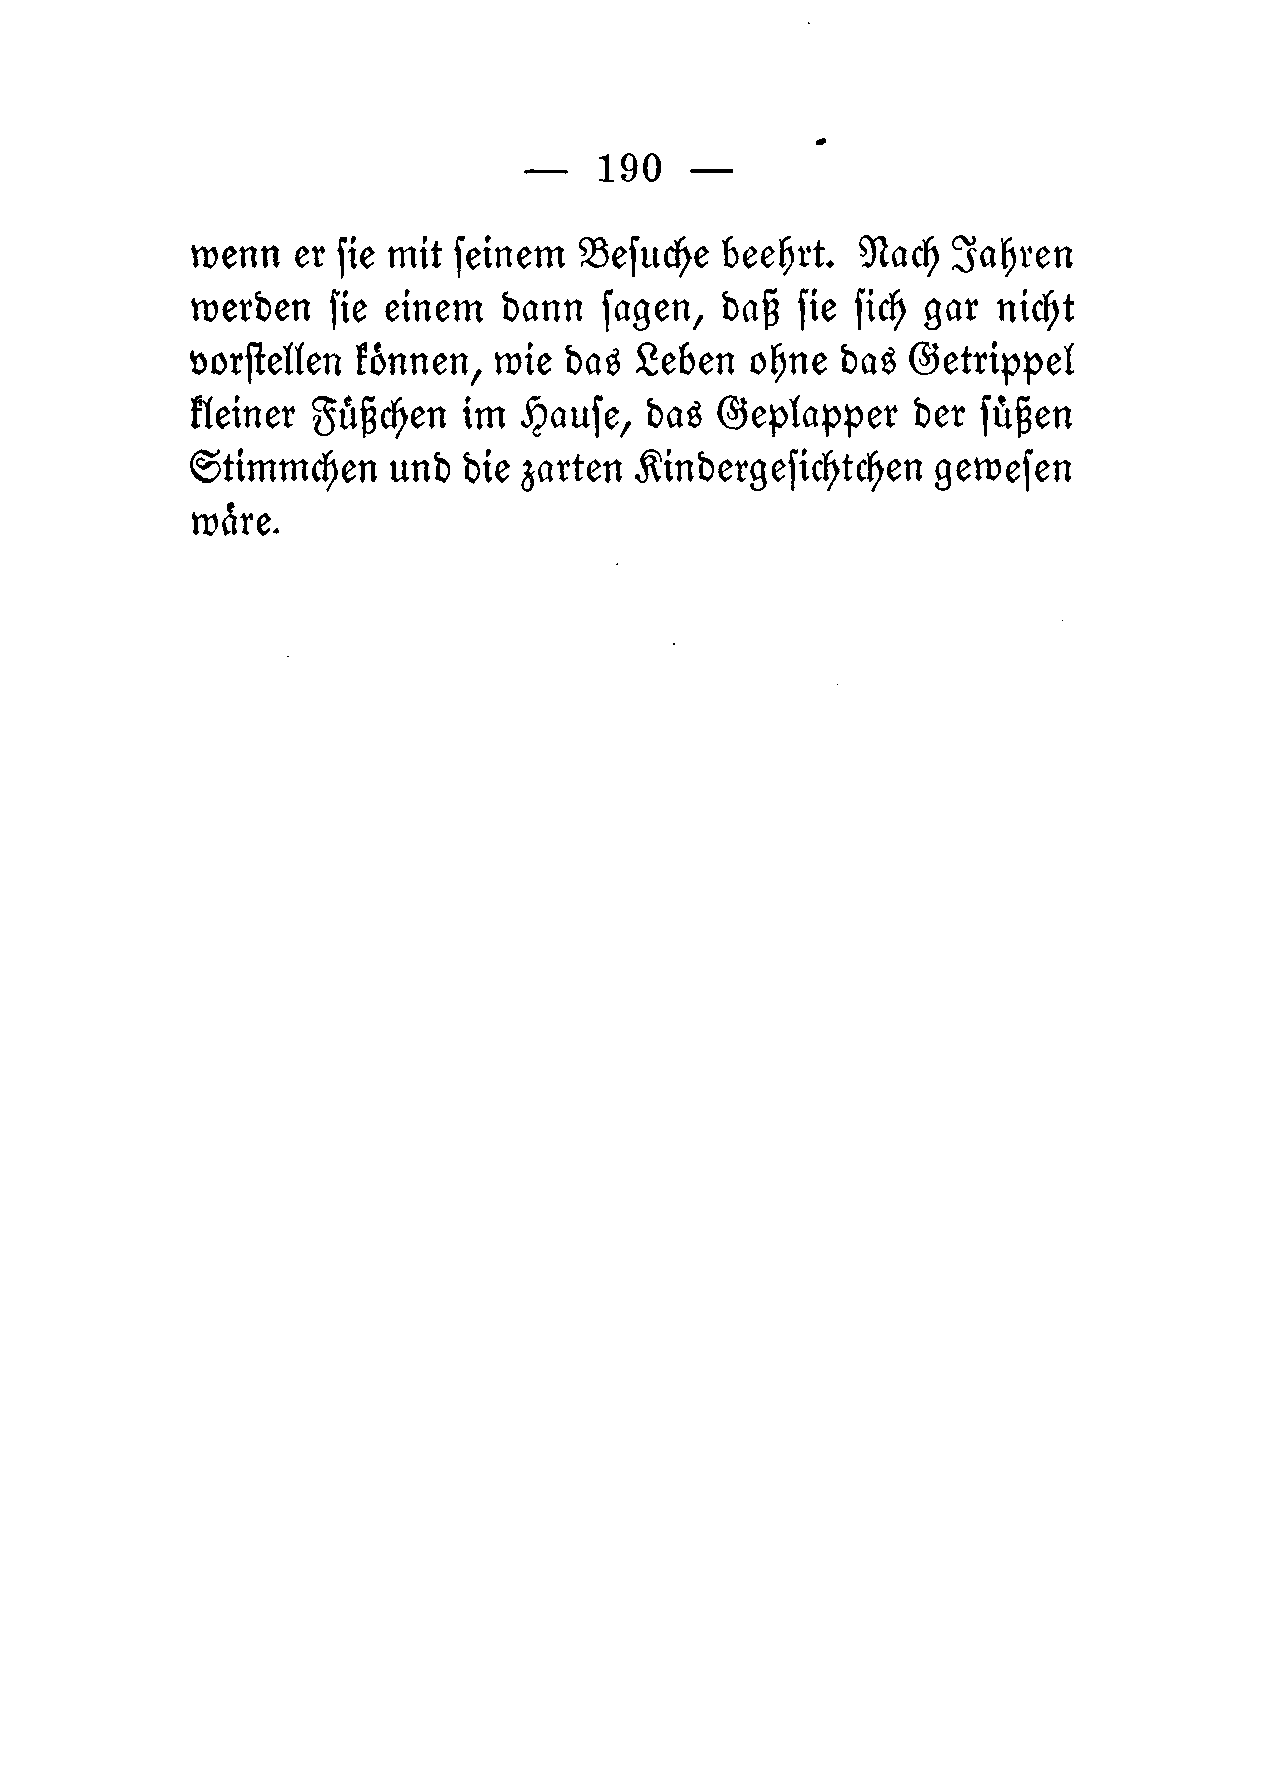 — 190 —
wenn er ſie mit ſeinem Beſuche beehrt. Nach Jahren
werden ſie einem dann ſagen, daß ſie ſich gar nicht
vorſtellen können, wie das Leben ohne das Getrippel
kleiner Füßchen im Hauſe, das Geplapper der ſüßen
Stimmchen und die zarten Kindergeſichtchen geweſen
wäre.